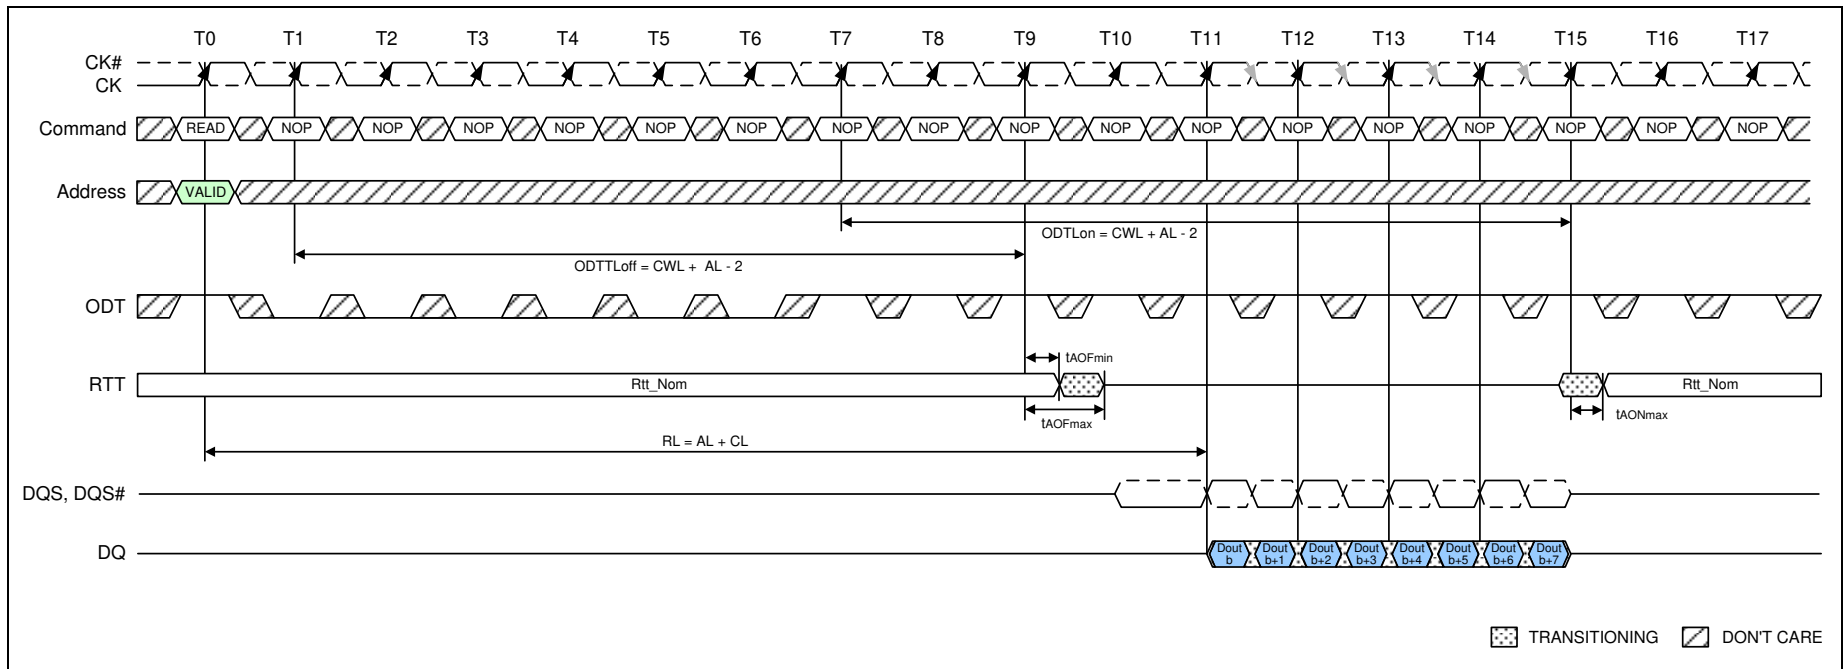 T0 T1 T2 T3 T4 T5 T6 T7 T8 T9 T10 T11 T12 T13 T14 T15 T16 T17
CK#
CK
Command READ NOP NOP NOP NOP NOP NOP NOP NOP NOP NOP NOP NOP NOP NOP NOP NOP NOP
Address VALID
ODTLon = CWL + AL - 2
ODTTLoff = CWL + AL - 2
ODT
tAOFmin
RTT Rtt_Nom Rtt_Nom
tAOFmax tAONmax
RL = AL + CL
DQS, DQS#
DQ Dout b Dout b+1 Dout b+2 Dout b+3 Dout b+4 Dout b+5 Dout b+6 Dout b+7
TRANSITIONING DON'T CARE